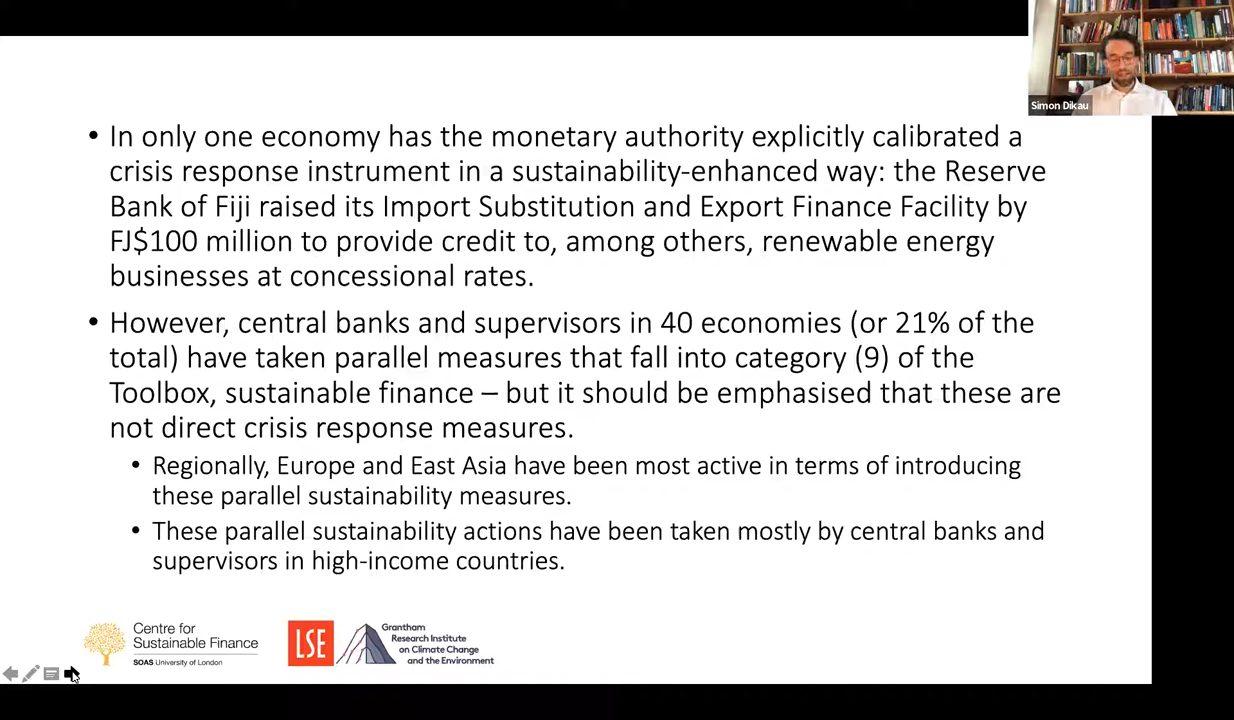 Simon Dikau
• In only one economy has the monetary authority explicitly calibrated a
crisis response instrument in a sustainability-enhanced way: the Reserve
Bank of Fiji raised its Import Substitution and Export Finance Facility by
FJ$100 million to provide credit to, among others, renewable energy
businesses at concessional rates.
• However, central banks and supervisors in 40 economies (or 21% of the
total) have taken parallel measures that fall into category (9) of the
Toolbox, sustainable finance – but it should be emphasised that these are
not direct crisis response measures.
• Regionally, Europe and East Asia have been most active in terms of introducing
these parallel sustainability measures.
• These parallel sustainability actions have been taken mostly by central banks and
supervisors in high-income countries.
Centre for
Sustainable Finance
SOAS University of London
LSE
Grantham
Research Institute
on Climate Change
and the Environment